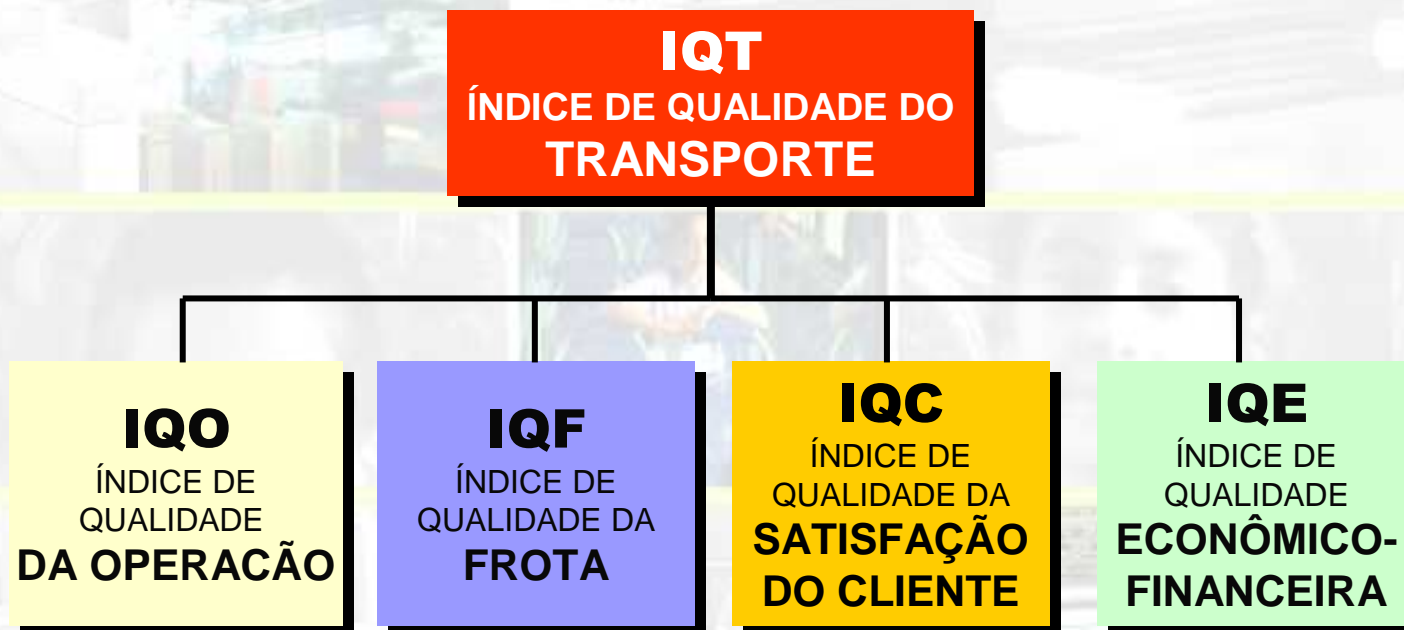 IQT
ÍNDICE DE QUALIDADE DO
TRANSPORTE
IQO
ÍNDICE DE
QUALIDADE
DA OPERACÃO
IQF
ÍNDICE DE
QUALIDADE DA
FROTA
IQC
ÍNDICE DE
QUALIDADE DA
SATISFAÇÃO
DO CLIENTE
IQE
ÍNDICE DE
QUALIDADE
ECONÔMICO-
FINANCEIRA